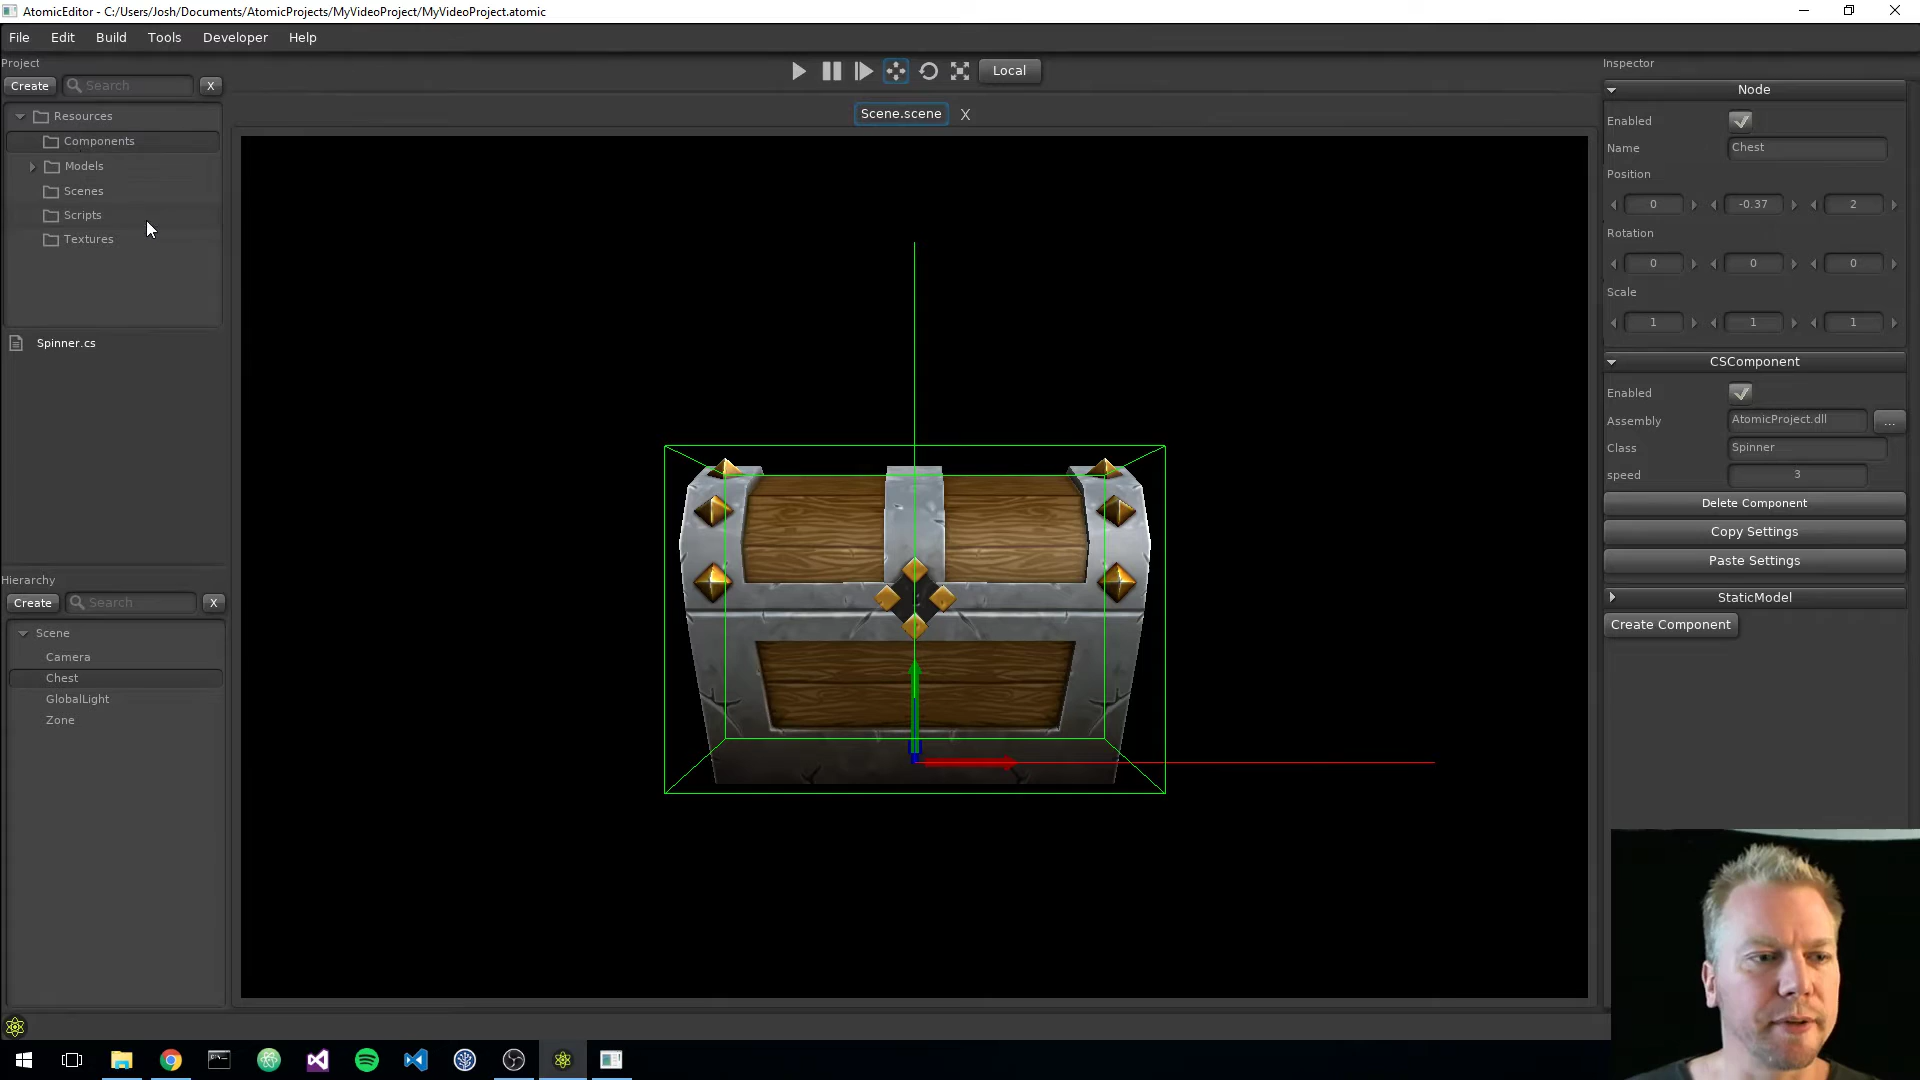 AtomicEditor - C:/Users/Josh/Documents/AtomicProjects/MyVideoProject/MyVideoProject.atomic
File Edit Build Tools Developer Help
Project
Create Search X
Resources
Components
Models
Scenes
Scripts
Textures
Spinner.cs
Hierarchy
Create Search X
Scene
Camera
Chest
GlobalLight
Zone
Local
Scene.scene X
Inspector
Node
Enabled
Name Chest
Position
0 -0.37 2
Rotation
0 0 0
Scale
1 1 1
CSComponent
Enabled
Assembly AtomicProject.dll ...
Class Spinner
speed 3
Delete Component
Copy Settings
Paste Settings
StaticModel
Create Component